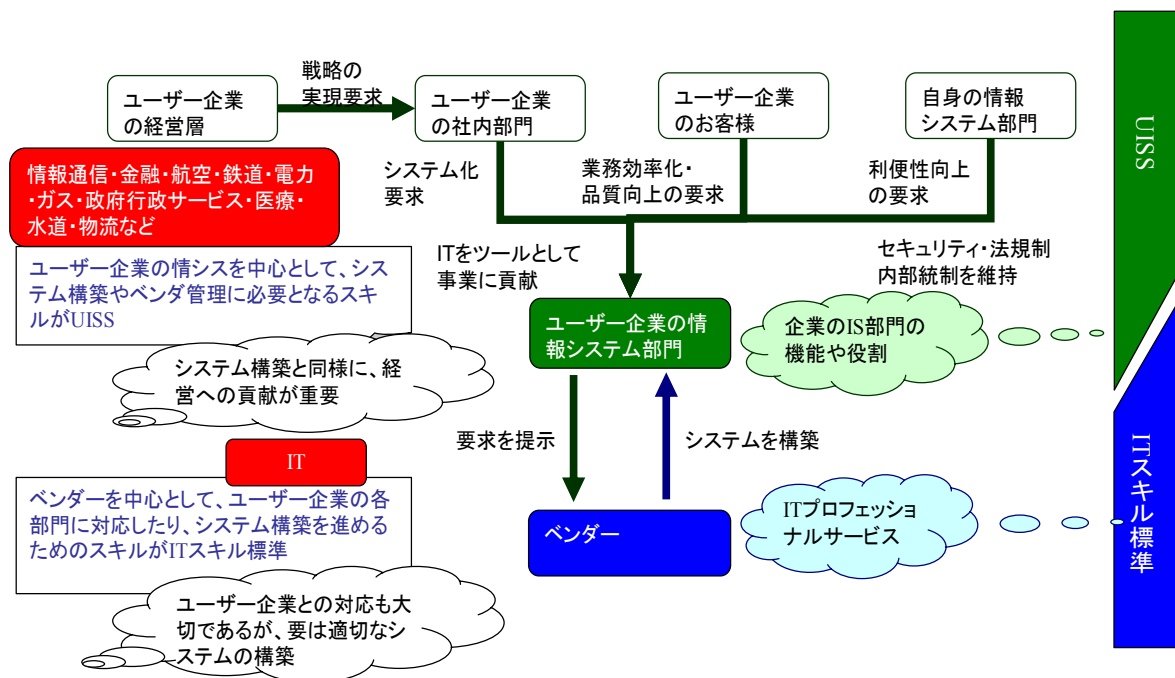 戦略の
実現要求
ユーザー企業
の経営層
ユーザー企業
の社内部門
ユーザー企業
のお客様
自身の情報
システム部門
UISS
情報通信・金融・航空・鉄道・電力
・ガス・政府行政サービス・医療・
水道・物流など
システム化
要求
業務効率化・
品質向上の要求
利便性向上
の要求
ユーザー企業の情シスを中心として、シス
テム構築やベンダ管理に必要となるスキ
ルがUISS
ITをツールとして
事業に貢献
セキュリティ・法規制
内部統制を維持
ユーザー企業の情
報システム部門
企業のIS部門の
機能や役割
システム構築と同様に、経
営への貢献が重要
要求を提示
システムを構築
IT
ITスキル標準
ベンダーを中心として、ユーザー企業の各
部門に対応したり、システム構築を進める
ためのスキルがITスキル標準
ベンダー
ITプロフェッショ
ナルサービス
ユーザー企業との対応も大
切であるが、要は適切なシ
ステムの構築